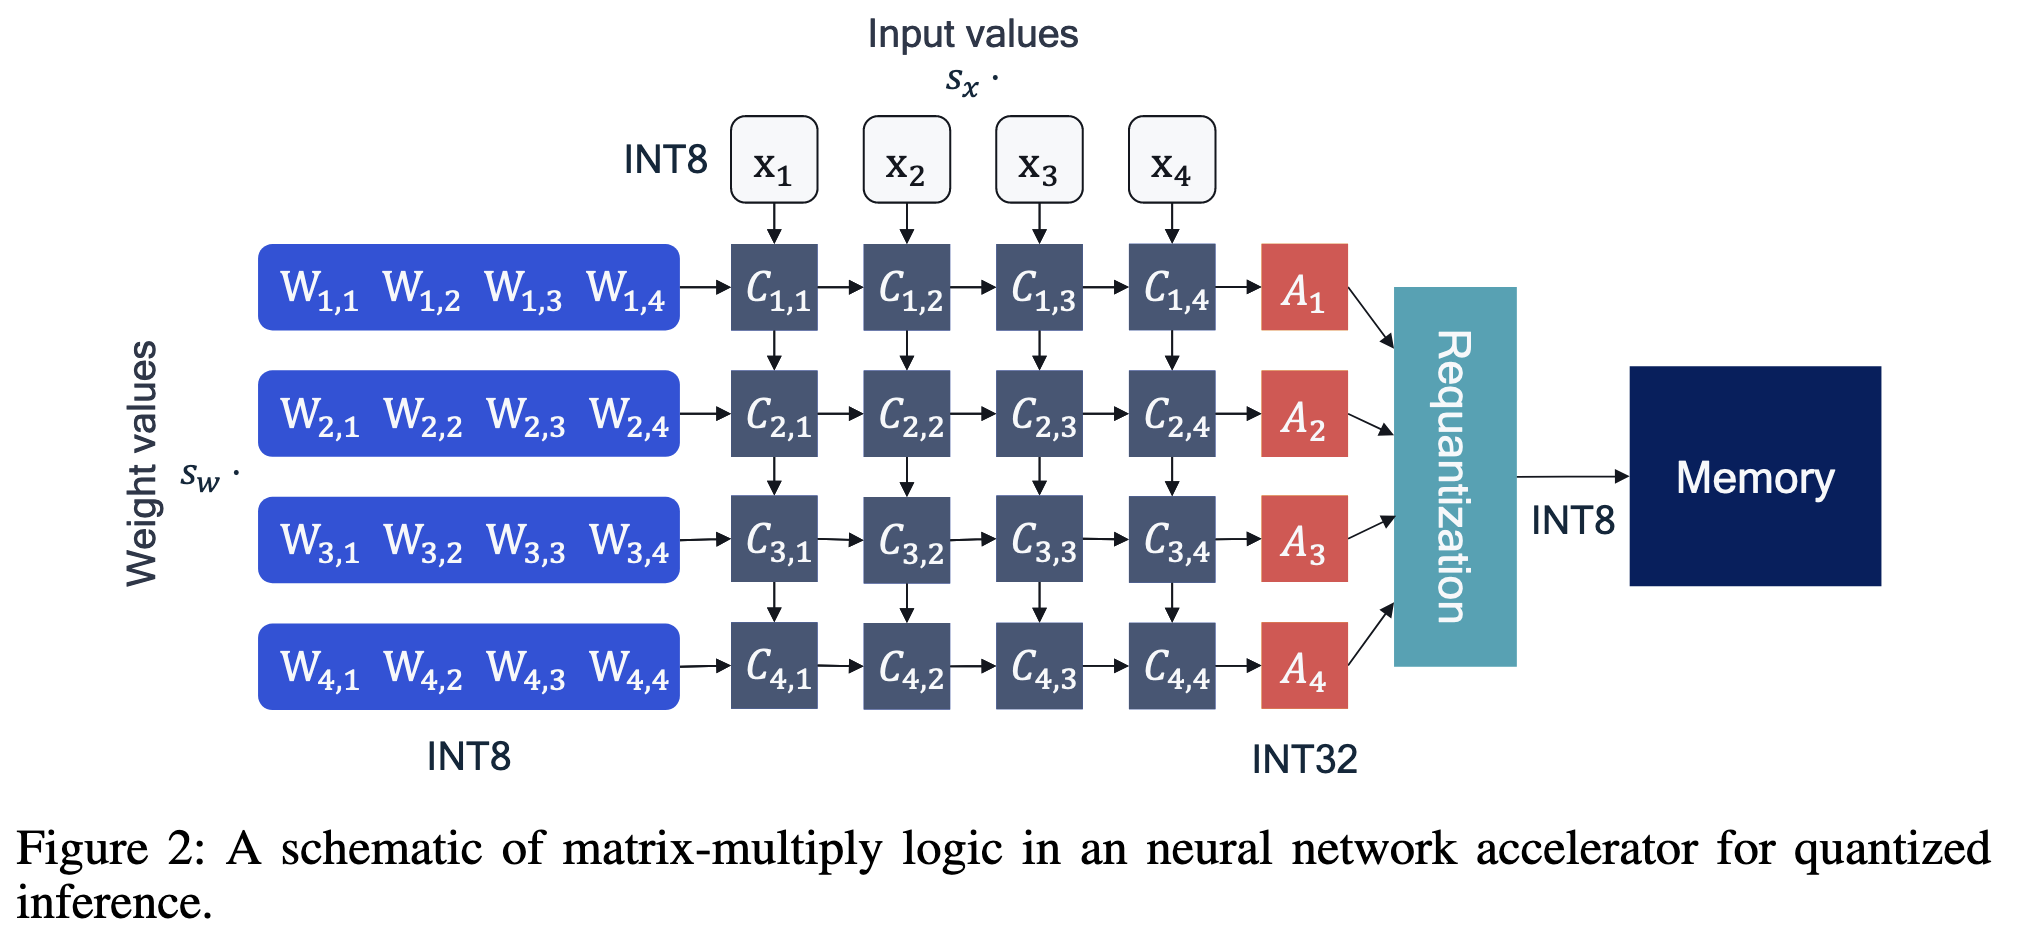 Input values
s_x ·
INT8
x_1 x_2 x_3 x_4
W_{1,1} W_{1,2} W_{1,3} W_{1,4} C_{1,1} C_{1,2} C_{1,3} C_{1,4} A_1
W_{2,1} W_{2,2} W_{2,3} W_{2,4} C_{2,1} C_{2,2} C_{2,3} C_{2,4} A_2
Weight values
s_w ·
W_{3,1} W_{3,2} W_{3,3} W_{3,4} C_{3,1} C_{3,2} C_{3,3} C_{3,4} A_3
W_{4,1} W_{4,2} W_{4,3} W_{4,4} C_{4,1} C_{4,2} C_{4,3} C_{4,4} A_4
Requantization
INT8
Memory
INT8
INT32
Figure 2: A schematic of matrix-multiply logic in an neural network accelerator for quantized
inference.